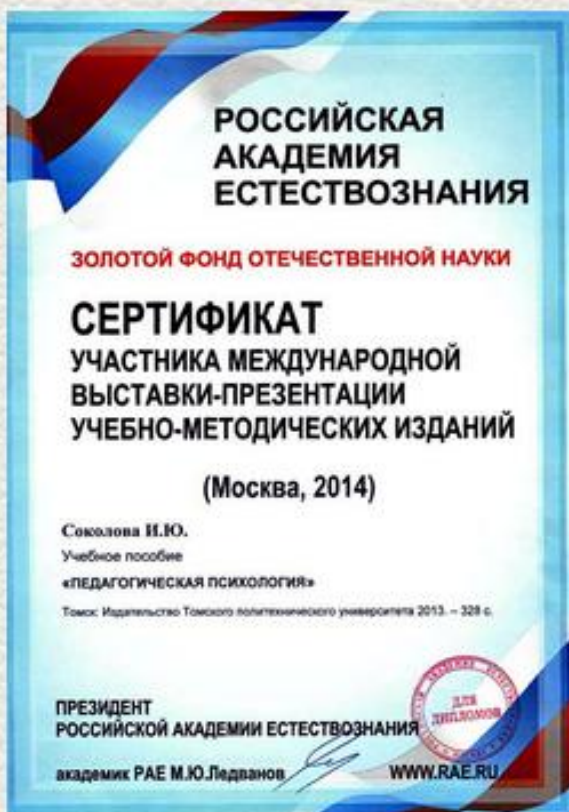 РОССИЙСКАЯ
АКАДЕМИЯ
ЕСТЕСТВОЗНАНИЯ
ЗОЛОТОЙ ФОНД ОТЕЧЕСТВЕННОЙ НАУКИ
СЕРТИФИКАТ
УЧАСТНИКА МЕЖДУНАРОДНОЙ
ВЫСТАВКИ-ПРЕЗЕНТАЦИИ
УЧЕБНО-МЕТОДИЧЕСКИХ ИЗДАНИЙ
(Москва, 2014)
Соколова И.Ю.
Учебное пособие
«ПЕДАГОГИЧЕСКАЯ ПСИХОЛОГИЯ»
Томск: Издательство Томского политехнического университета 2013. – 328 с.
ПРЕЗИДЕНТ
РОССИЙСКОЙ АКАДЕМИИ ЕСТЕСТВОЗНАНИЯ
академик РАЕ М.Ю.Ледванов
ДЛЯ
ДИПЛОМОВ
WWW.RAE.RU